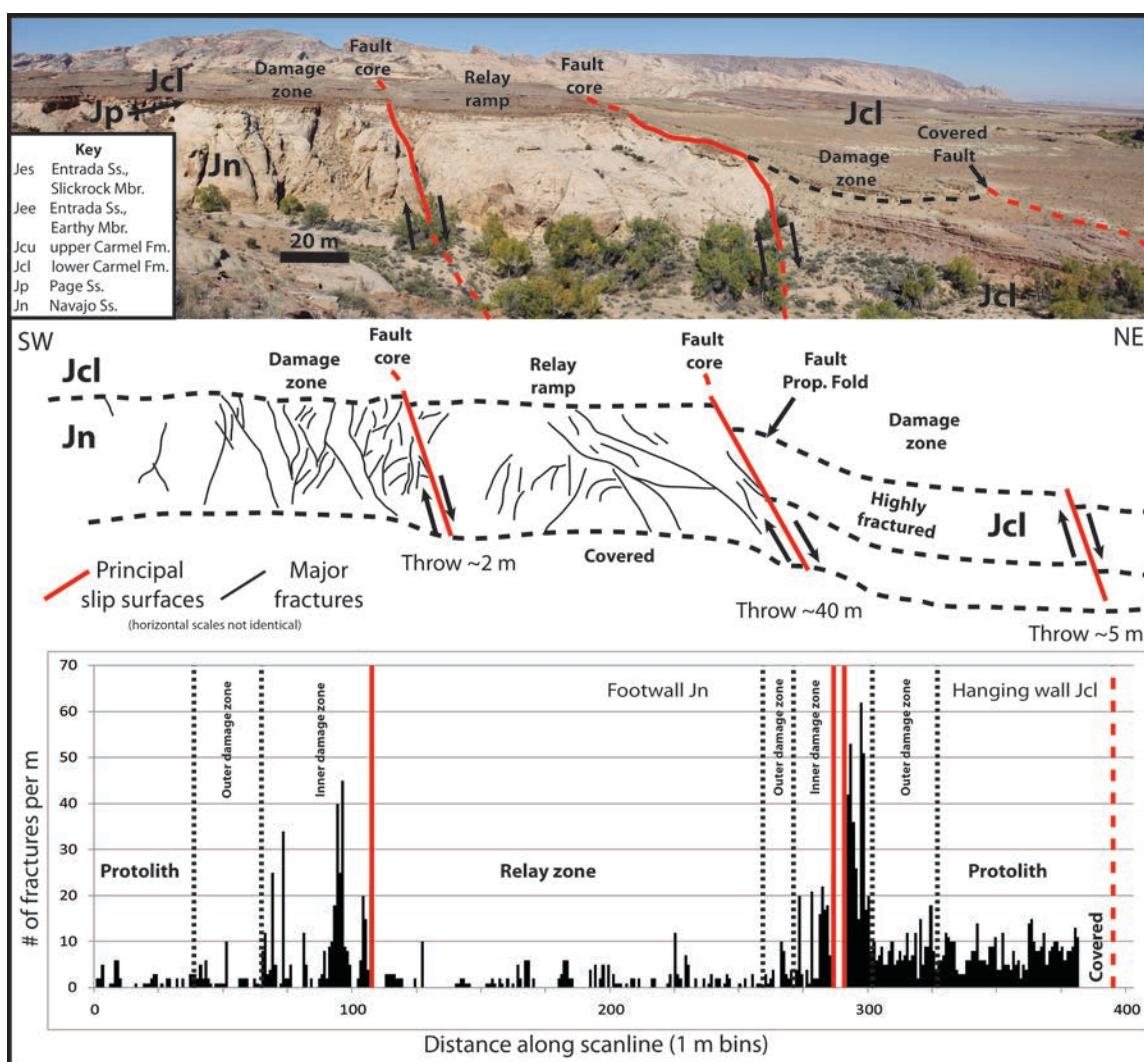 Jcl
Jp
Damage
zone
Fault
core
Relay
ramp
Fault
core
Jcl
Covered
Fault
Damage
zone
Jn
20 m
Jcl
Key
Jes Entrada Ss.,
Slickrock Mbr.
Jee Entrada Ss.,
Earthy Mbr.
Jcu upper Carmel Fm.
Jcl lower Carmel Fm.
Jp Page Ss.
Jn Navajo Ss.
SW
NE
Jcl
Jn
Damage
zone
Fault
core
Relay
ramp
Fault
core
Fault
Prop. Fold
Damage
zone
Highly
fractured
Jcl
Covered
Throw ~2 m
Throw ~40 m
Throw ~5 m
Principal
slip surfaces
Major
fractures
(horizontal scales not identical)
# of fractures per m
70
60
50
40
30
20
10
0
Protolith
Outer damage zone
Inner damage zone
Relay zone
Footwall Jn
Outer damage zone
Inner damage zone
Outer damage zone
Hanging wall Jcl
Protolith
Covered
0
100
200
300
400
Distance along scanline (1 m bins)